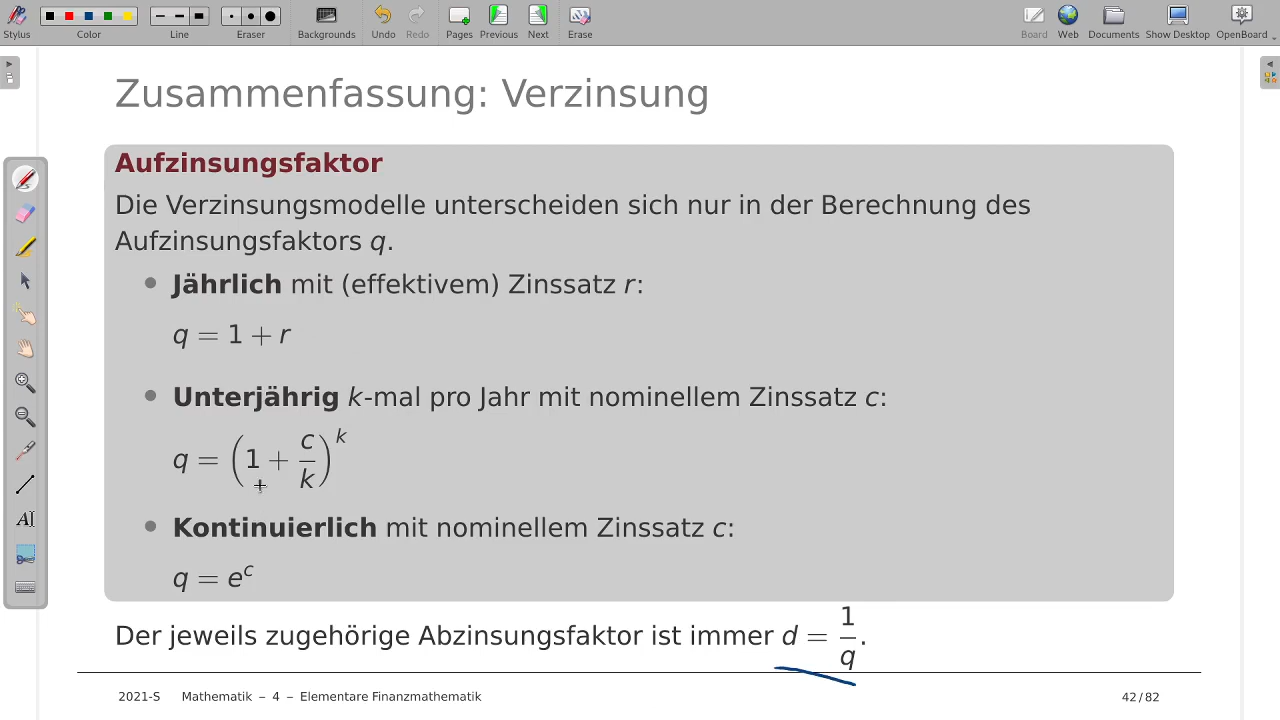 Stylus
Color
Line
Eraser
Backgrounds
Undo
Redo
Pages
Previous
Next
Erase
Board
Web
Documents
Show Desktop
OpenBoard
Zusammenfassung: Verzinsung
Aufzinsungsfaktor
Die Verzinsungsmodelle unterscheiden sich nur in der Berechnung des
Aufzinsungsfaktors q.
• Jährlich mit (effektivem) Zinssatz r:
q = 1 + r
• Unterjährig k-mal pro Jahr mit nominellem Zinssatz c:
q = (1 + c/k)^k
• Kontinuierlich mit nominellem Zinssatz c:
q = e^c
Der jeweils zugehörige Abzinsungsfaktor ist immer d = 1/q.
2021-S Mathematik – 4 – Elementare Finanzmathematik 42/82